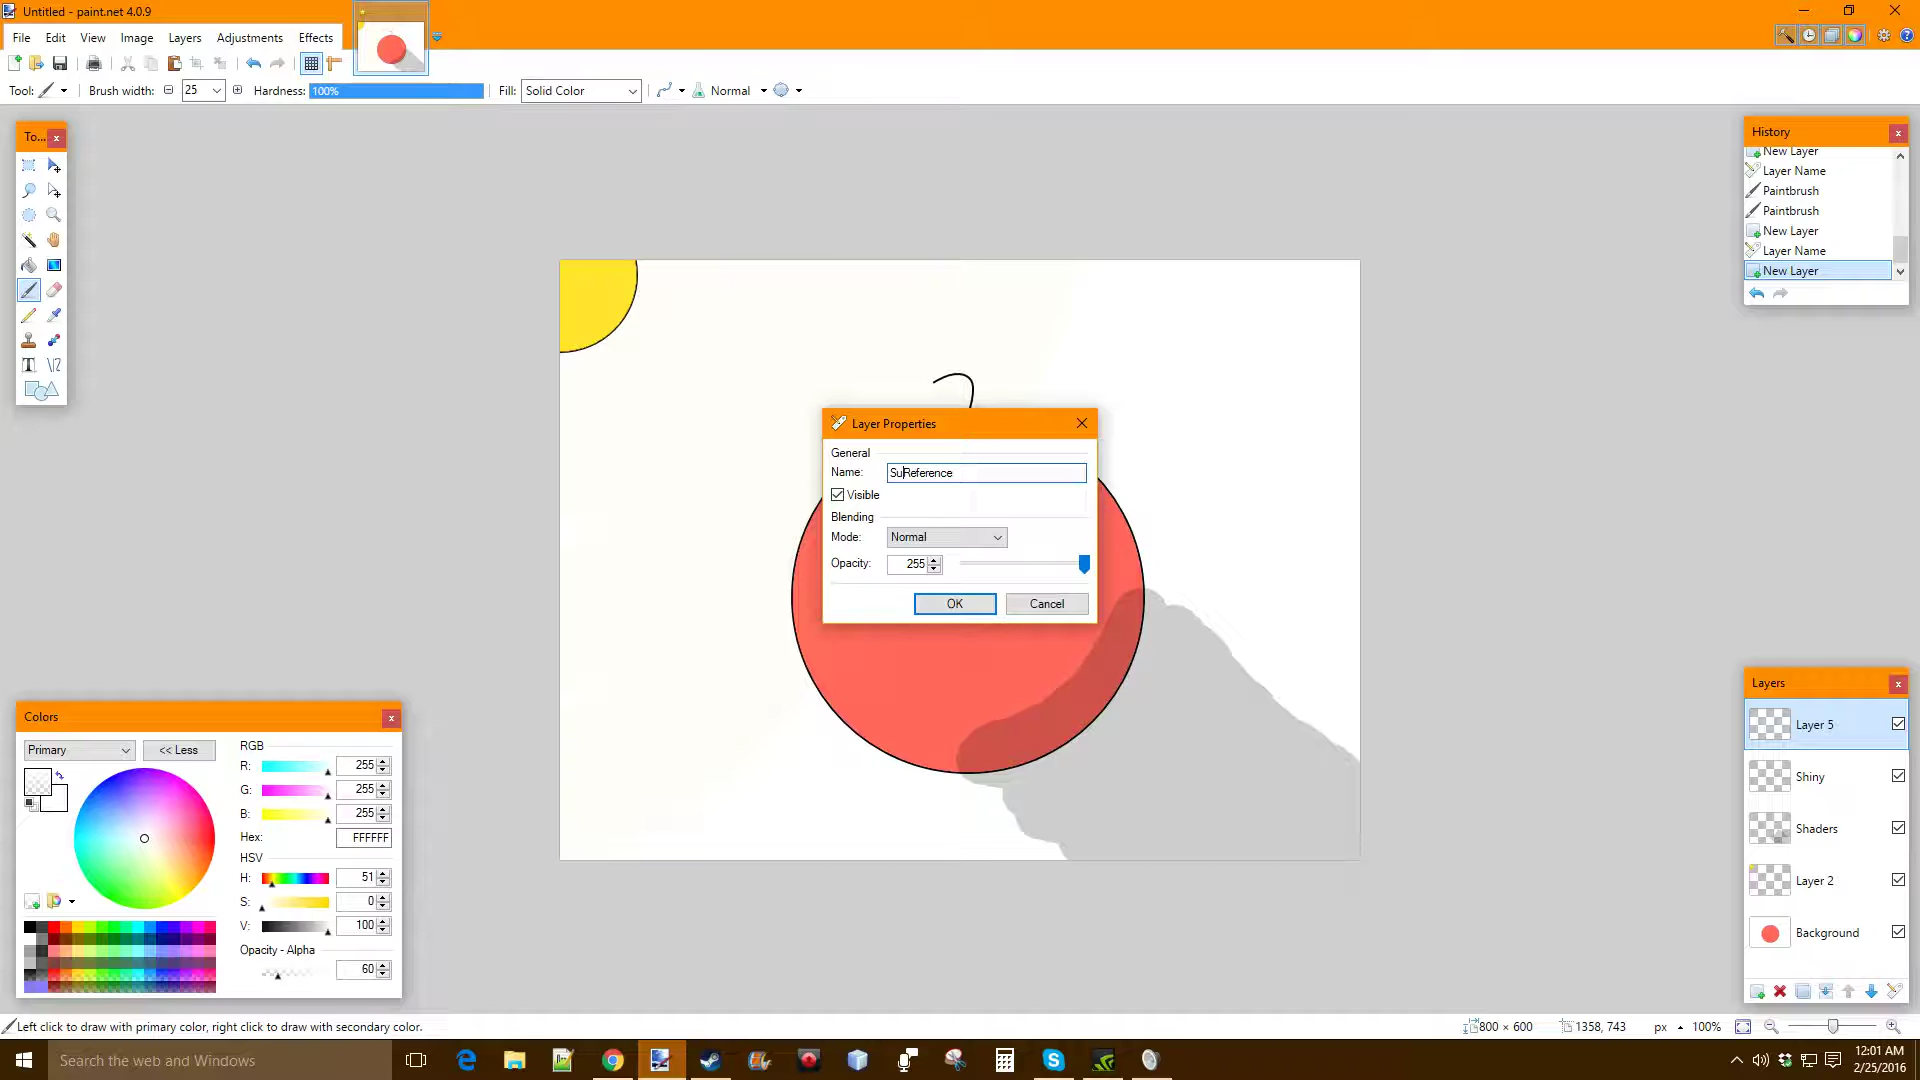 Untitled - paint.net 4.0.9
File Edit View Image Layers Adjustments Effects
Tool: Brush width: 25 Hardness: 100% Fill: Solid Color Normal
To... x
History x
New Layer
Layer Name
Paintbrush
Paintbrush
New Layer
Layer Name
New Layer
Layer Properties
General
Name: SuReference
Visible
Blending
Mode: Normal
Opacity: 255
OK Cancel
Colors x
Primary << Less
RGB
R: 255
G: 255
B: 255
Hex: FFFFFF
HSV
H: 51
S: 0
V: 100
Opacity - Alpha
60
Layers x
Layer 5
Shiny
Shaders
Layer 2
Background
Left click to draw with primary color, right click to draw with secondary color.
800 × 600 1358, 743 px 100%
Search the web and Windows
12:01 AM
2/25/2016